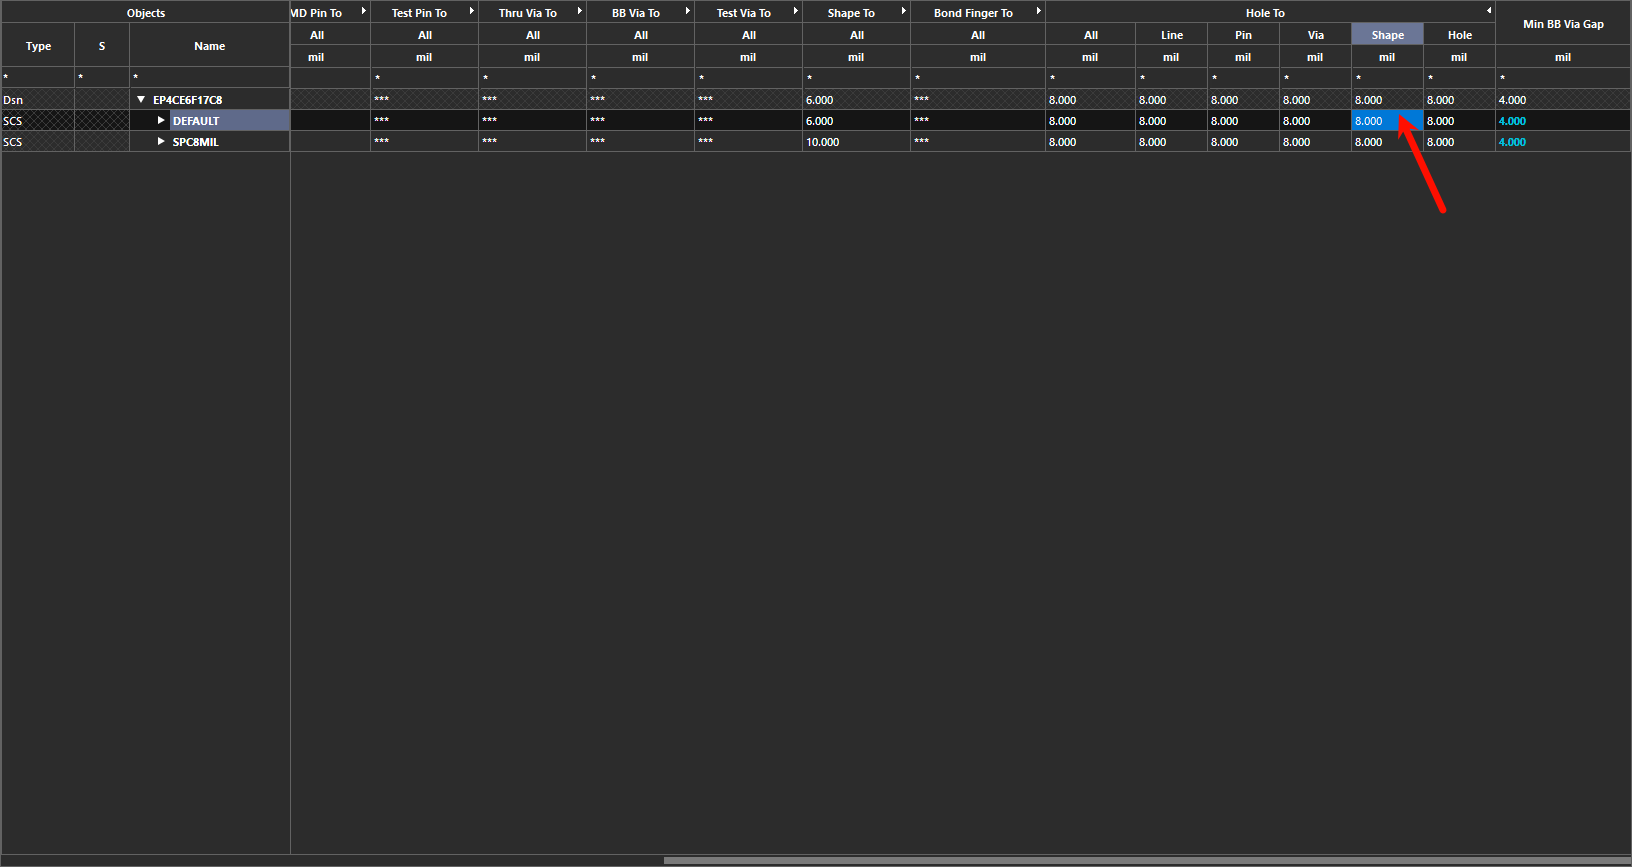 Objects MD Pin To Test Pin To Thru Via To BB Via To Test Via To Shape To Bond Finger To Hole To Min BB Via Gap
Type S Name All All All All All All All All Line Pin Via Shape Hole
mil mil mil mil mil mil mil mil mil mil mil mil mil mil
* * * * * * * * * * * * * * * * *
Dsn EP4CE6F17C8 *** *** *** *** 6.000 *** 8.000 8.000 8.000 8.000 8.000 8.000 4.000
SCS DEFAULT *** *** *** *** 6.000 *** 8.000 8.000 8.000 8.000 8.000 8.000 4.000
SCS SPC8MIL *** *** *** *** 10.000 *** 8.000 8.000 8.000 8.000 8.000 8.000 4.000